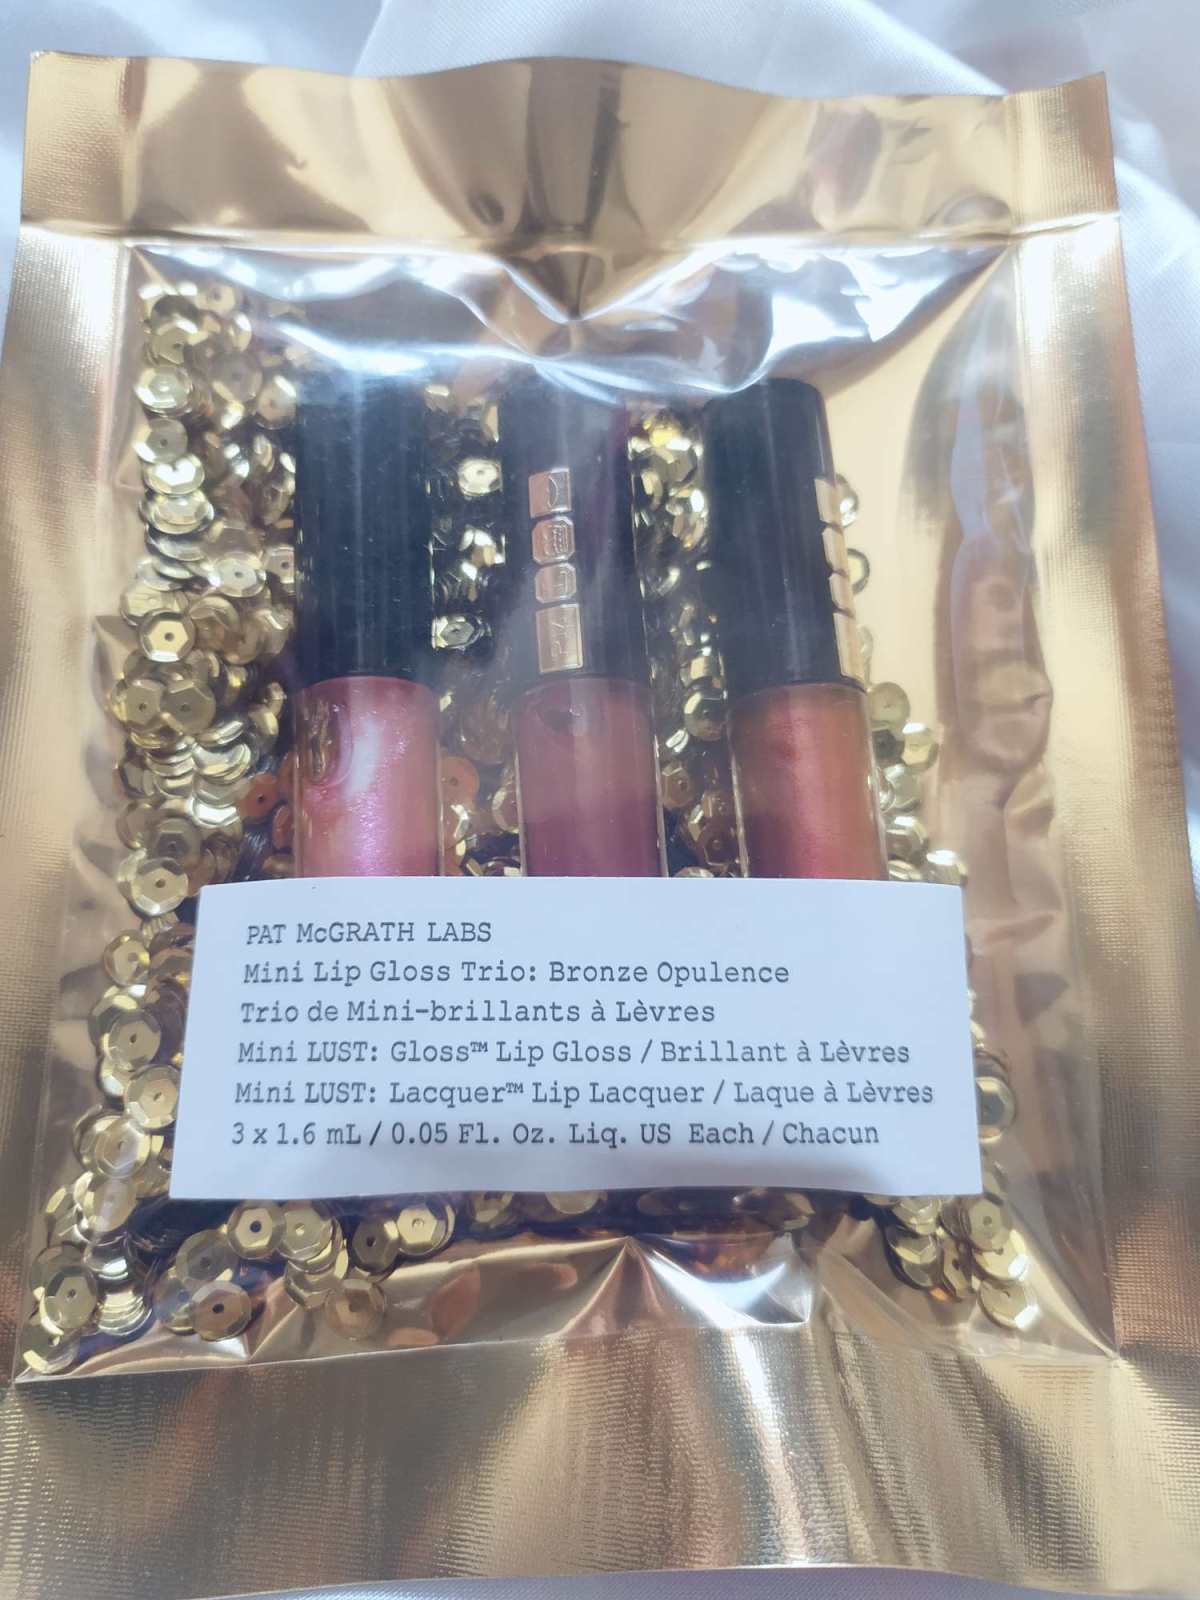 PAT McGRATH LABS
Mini Lip Gloss Trio: Bronze Opulence
Trio de Mini-brillants à Lèvres
Mini LUST: Gloss™ Lip Gloss / Brillant à Lèvres
Mini LUST: Lacquer™ Lip Lacquer / Laque à Lèvres
3 x 1.6 mL / 0.05 Fl. Oz. Liq. US Each / Chacun